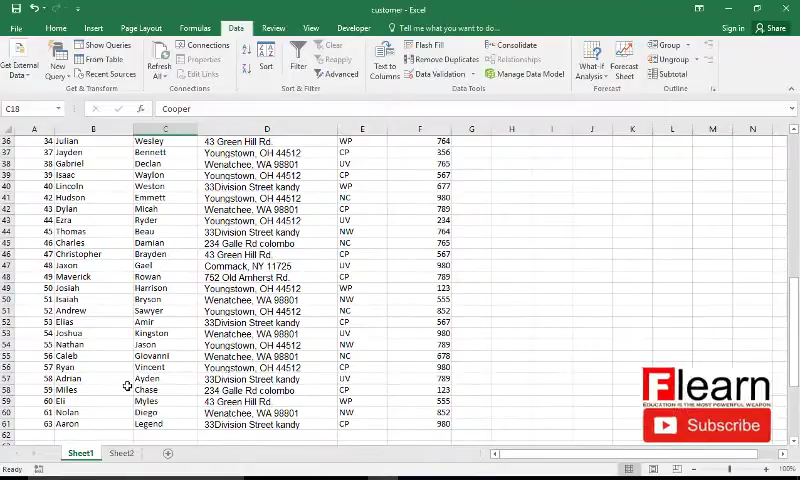 customer - Excel
File Home Insert Page Layout Formulas Data Review View Developer Tell me what you want to do... Sign in Share
Get External Data
New Query
Show Queries
From Table
Recent Sources
Get & Transform
Refresh All
Connections
Properties
Edit Links
Connections
Sort
Filter
Clear
Reapply
Advanced
Sort & Filter
Text to Columns
Flash Fill
Remove Duplicates
Data Validation
Consolidate
Relationships
Manage Data Model
Data Tools
What-If Analysis
Forecast Sheet
Forecast
Group
Ungroup
Subtotal
Outline
C18 fx Cooper
A B C D E F G H I J K L M N
36 34 Julian Wesley 43 Green Hill Rd. WP 764
37 37 Jayden Bennett Youngstown, OH 44512 CP 356
38 38 Gabriel Declan Wenatchee, WA 98801 UV 765
39 39 Isaac Waylon Youngstown, OH 44512 CP 567
40 40 Lincoln Weston 33Division Street kandy WP 677
41 42 Hudson Emmett Youngstown, OH 44512 NC 980
42 43 Dylan Micah Wenatchee, WA 98801 CP 789
43 44 Ezra Ryder Youngstown, OH 44512 UV 234
44 45 Thomas Beau 33Division Street kandy NW 764
45 46 Charles Damian 234 Galle Rd colombo NC 765
46 47 Christopher Brayden 43 Green Hill Rd. CP 567
47 48 Jaxon Gael Commack, NY 11725 UV 980
48 49 Maverick Rowan 752 Old Amherst Rd. CP 789
49 50 Josiah Harrison Youngstown, OH 44512 WP 123
50 51 Isaiah Bryson Wenatchee, WA 98801 NW 555
51 52 Andrew Sawyer Youngstown, OH 44512 NC 852
52 53 Elias Amir 33Division Street kandy CP 567
53 54 Joshua Kingston Wenatchee, WA 98801 UV 980
54 55 Nathan Jason Youngstown, OH 44512 NW 789
55 56 Caleb Giovanni Wenatchee, WA 98801 NC 678
56 57 Ryan Vincent Youngstown, OH 44512 CP 980
57 58 Adrian Ayden 33Division Street kandy UV 789
58 59 Miles Chase 234 Galle Rd colombo CP 123
59 60 Eli Myles 43 Green Hill Rd. WP 555
60 61 Nolan Diego Wenatchee, WA 98801 NW 852
61 63 Aaron Legend 33Division Street kandy CP 980
62
Flearn
EDUCATION IS THE MOST POWERFUL WEAPON
Subscribe
Sheet1 Sheet2
Ready 100%